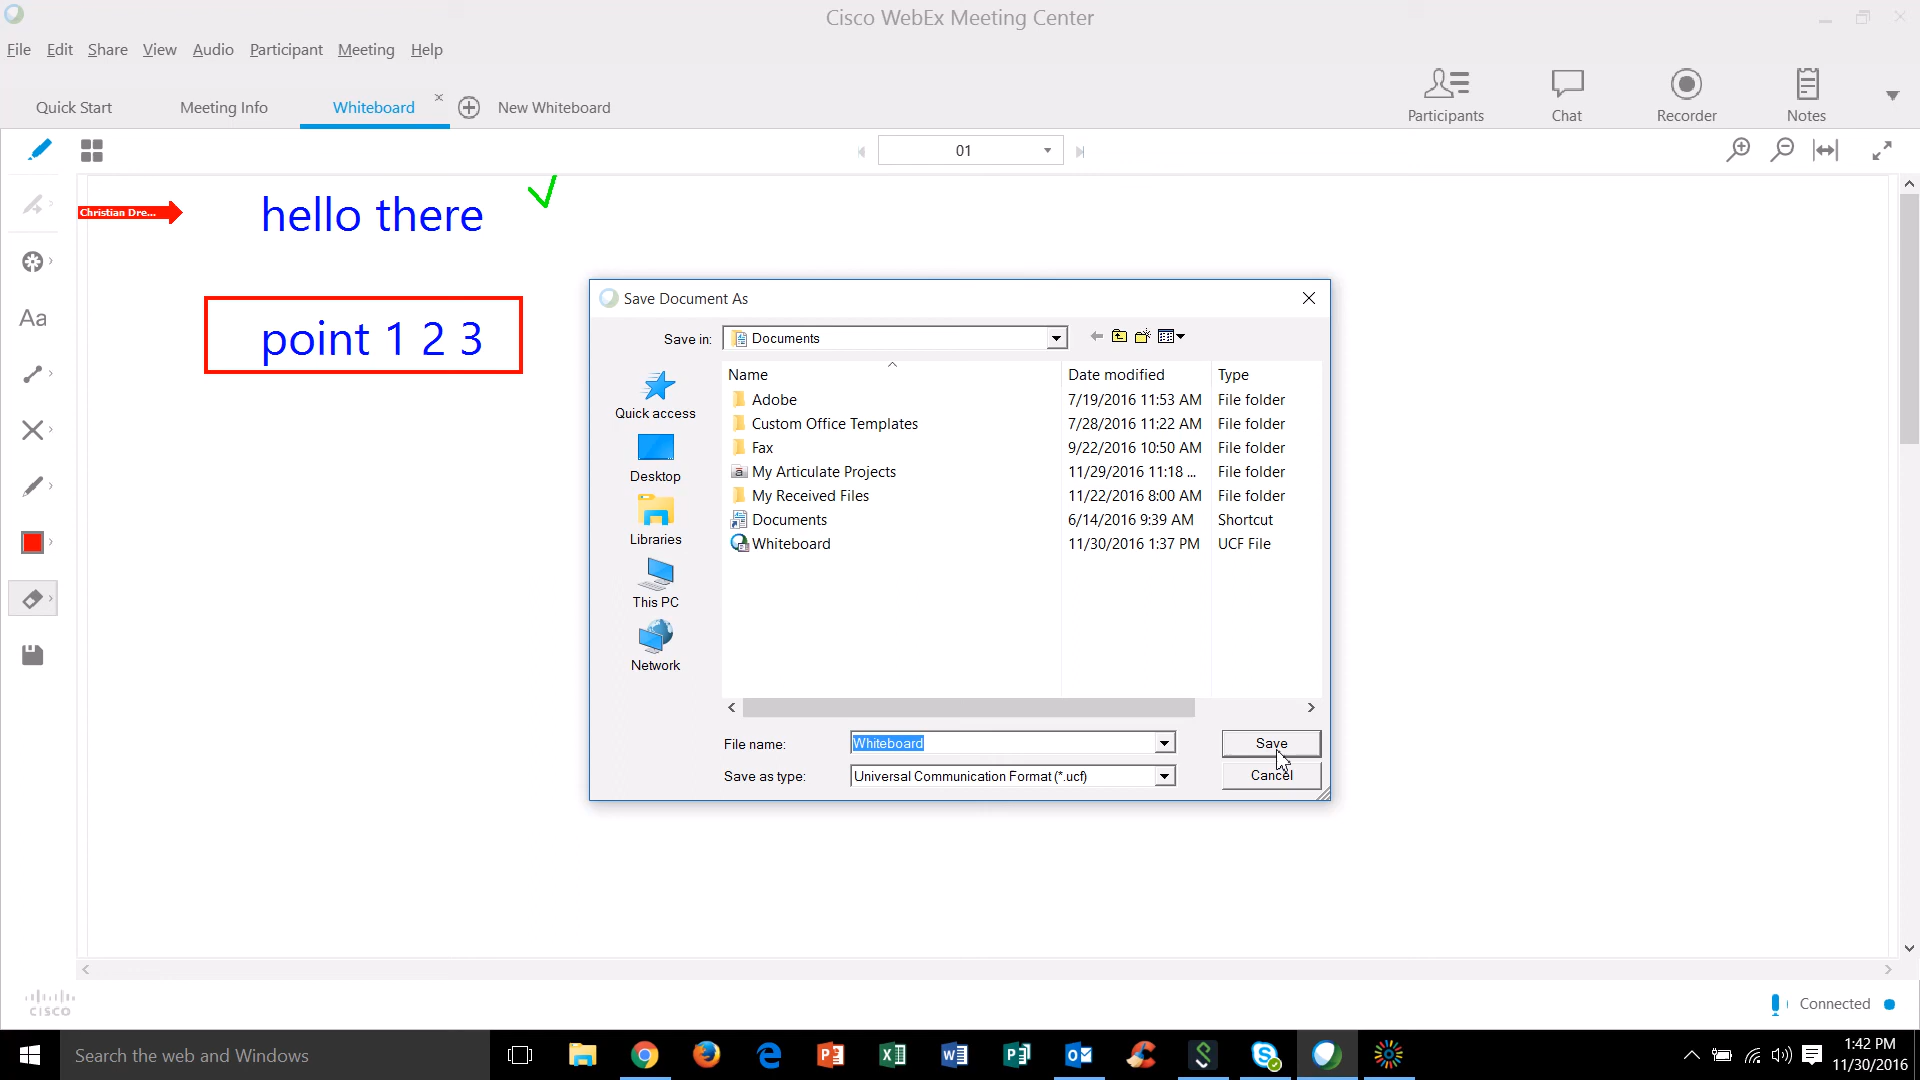 Cisco WebEx Meeting Center
File Edit Share View Audio Participant Meeting Help
Quick Start Meeting Info Whiteboard New Whiteboard Participants Chat Recorder Notes
01
Christian Dre... hello there
point 1 2 3
Aa
Save Document As
Save in: Documents
Name Date modified Type
Adobe 7/19/2016 11:53 AM File folder
Custom Office Templates 7/28/2016 11:22 AM File folder
Fax 9/22/2016 10:50 AM File folder
My Articulate Projects 11/29/2016 11:18 ... File folder
My Received Files 11/22/2016 8:00 AM File folder
Documents 6/14/2016 9:39 AM Shortcut
Whiteboard 11/30/2016 1:37 PM UCF File
Quick access
Desktop
Libraries
This PC
Network
File name: Whiteboard Save
Save as type: Universal Communication Format (*.ucf) Cancel
CISCO
Connected
Search the web and Windows
1:42 PM
11/30/2016